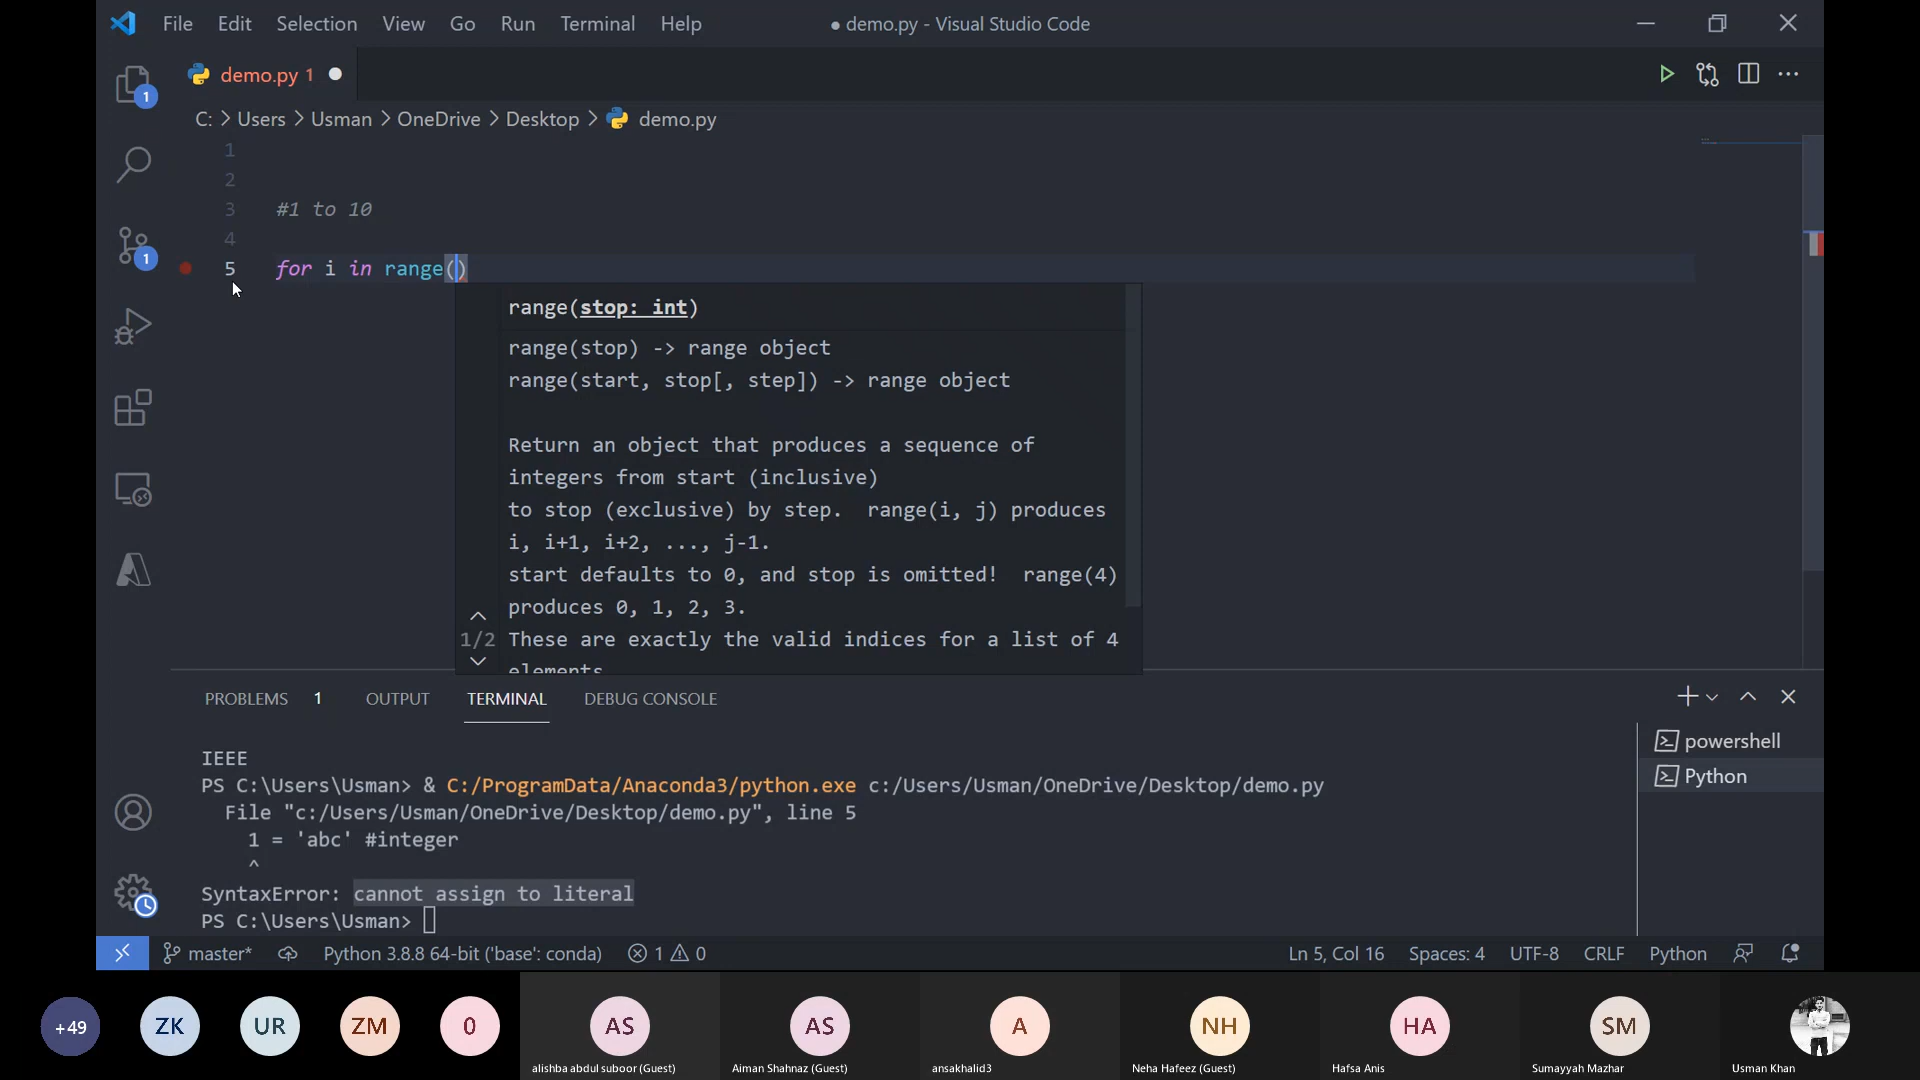 File Edit Selection View Go Run Terminal Help
● demo.py - Visual Studio Code
demo.py 1
C: > Users > Usman > OneDrive > Desktop > demo.py
1
1
2
3 #1 to 10
4
1
5 for i in range()
range(stop: int)
range(stop) -> range object
range(start, stop[, step]) -> range object
Return an object that produces a sequence of
integers from start (inclusive)
to stop (exclusive) by step.  range(i, j) produces
i, i+1, i+2, ..., j-1.
start defaults to 0, and stop is omitted!  range(4)
produces 0, 1, 2, 3.
1/2 These are exactly the valid indices for a list of 4
elements
PROBLEMS 1 OUTPUT TERMINAL DEBUG CONSOLE
powershell
Python
IEEE
PS C:\Users\Usman> & C:/ProgramData/Anaconda3/python.exe c:/Users/Usman/OneDrive/Desktop/demo.py
File "c:/Users/Usman/OneDrive/Desktop/demo.py", line 5
1 = 'abc' #integer
^
SyntaxError: cannot assign to literal
PS C:\Users\Usman>
master* Python 3.8.8 64-bit ('base': conda) 1 0 Ln 5, Col 16 Spaces: 4 UTF-8 CRLF Python
+49 ZK UR ZM 0 AS AS A NH HA SM
alishba abdul suboor (Guest) Aiman Shahnaz (Guest) ansakhalid3 Neha Hafeez (Guest) Hafsa Anis Sumayyah Mazhar Usman Khan